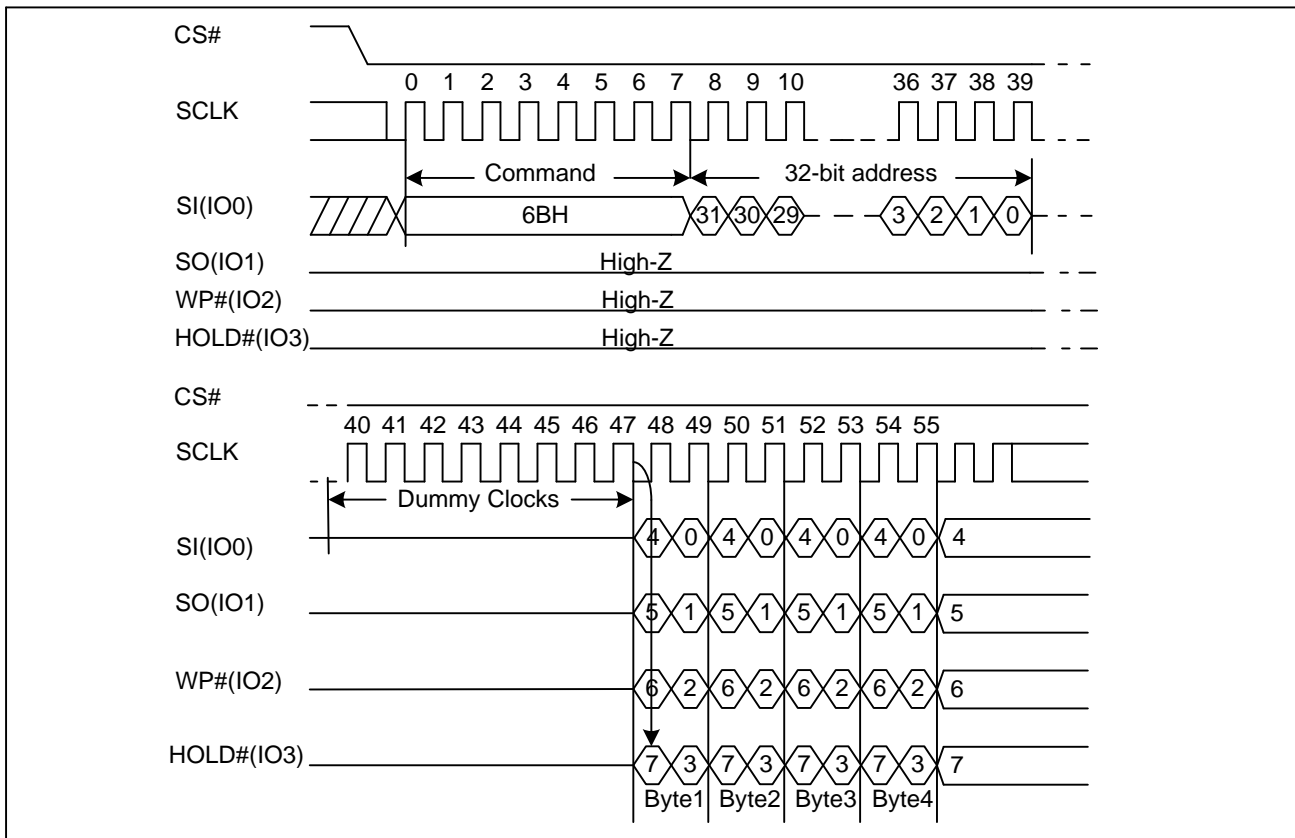 CS#
0 1 2 3 4 5 6 7 8 9 10 36 37 38 39
SCLK
Command 32-bit address
SI(IO0) 6BH 31 30 29 3 2 1 0
SO(IO1) High-Z
WP#(IO2) High-Z
HOLD#(IO3) High-Z
CS#
40 41 42 43 44 45 46 47 48 49 50 51 52 53 54 55
SCLK
Dummy Clocks
SI(IO0) 4 0 4 0 4 0 4 0 4
SO(IO1) 5 1 5 1 5 1 5 1 5
WP#(IO2) 6 2 6 2 6 2 6 2 6
HOLD#(IO3) 7 3 7 3 7 3 7 3 7
Byte1 Byte2 Byte3 Byte4